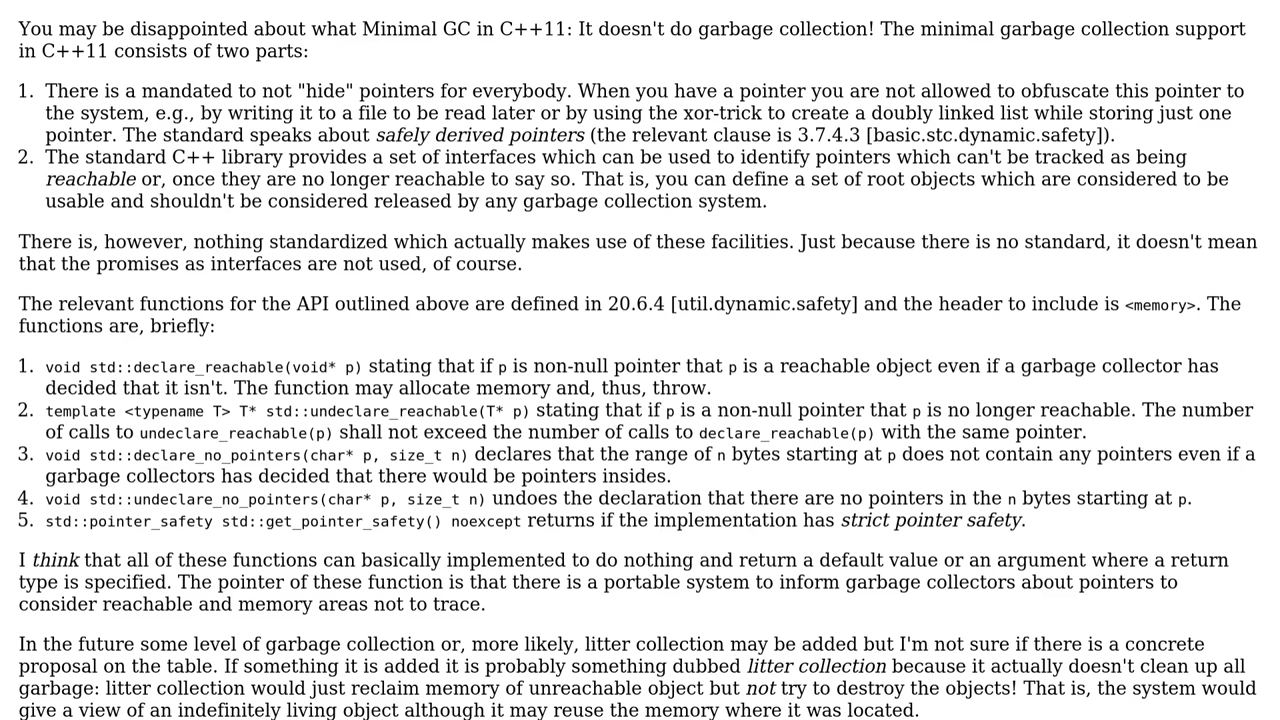 You may be disappointed about what Minimal GC in C++11: It doesn't do garbage collection! The minimal garbage collection support
in C++11 consists of two parts:
1. There is a mandated to not "hide" pointers for everybody. When you have a pointer you are not allowed to obfuscate this pointer to
the system, e.g., by writing it to a file to be read later or by using the xor-trick to create a doubly linked list while storing just one
pointer. The standard speaks about safely derived pointers (the relevant clause is 3.7.4.3 [basic.stc.dynamic.safety]).
2. The standard C++ library provides a set of interfaces which can be used to identify pointers which can't be tracked as being
reachable or, once they are no longer reachable to say so. That is, you can define a set of root objects which are considered to be
usable and shouldn't be considered released by any garbage collection system.
There is, however, nothing standardized which actually makes use of these facilities. Just because there is no standard, it doesn't mean
that the promises as interfaces are not used, of course.
The relevant functions for the API outlined above are defined in 20.6.4 [util.dynamic.safety] and the header to include is <memory>. The
functions are, briefly:
1. void std::declare_reachable(void* p) stating that if p is non-null pointer that p is a reachable object even if a garbage collector has
decided that it isn't. The function may allocate memory and, thus, throw.
2. template <typename T> T* std::undeclare_reachable(T* p) stating that if p is a non-null pointer that p is no longer reachable. The number
of calls to undeclare_reachable(p) shall not exceed the number of calls to declare_reachable(p) with the same pointer.
3. void std::declare_no_pointers(char* p, size_t n) declares that the range of n bytes starting at p does not contain any pointers even if a
garbage collectors has decided that there would be pointers insides.
4. void std::undeclare_no_pointers(char* p, size_t n) undoes the declaration that there are no pointers in the n bytes starting at p.
5. std::pointer_safety std::get_pointer_safety() noexcept returns if the implementation has strict pointer safety.
I think that all of these functions can basically implemented to do nothing and return a default value or an argument where a return
type is specified. The pointer of these function is that there is a portable system to inform garbage collectors about pointers to
consider reachable and memory areas not to trace.
In the future some level of garbage collection or, more likely, litter collection may be added but I'm not sure if there is a concrete
proposal on the table. If something it is added it is probably something dubbed litter collection because it actually doesn't clean up all
garbage: litter collection would just reclaim memory of unreachable object but not try to destroy the objects! That is, the system would
give a view of an indefinitely living object although it may reuse the memory where it was located.